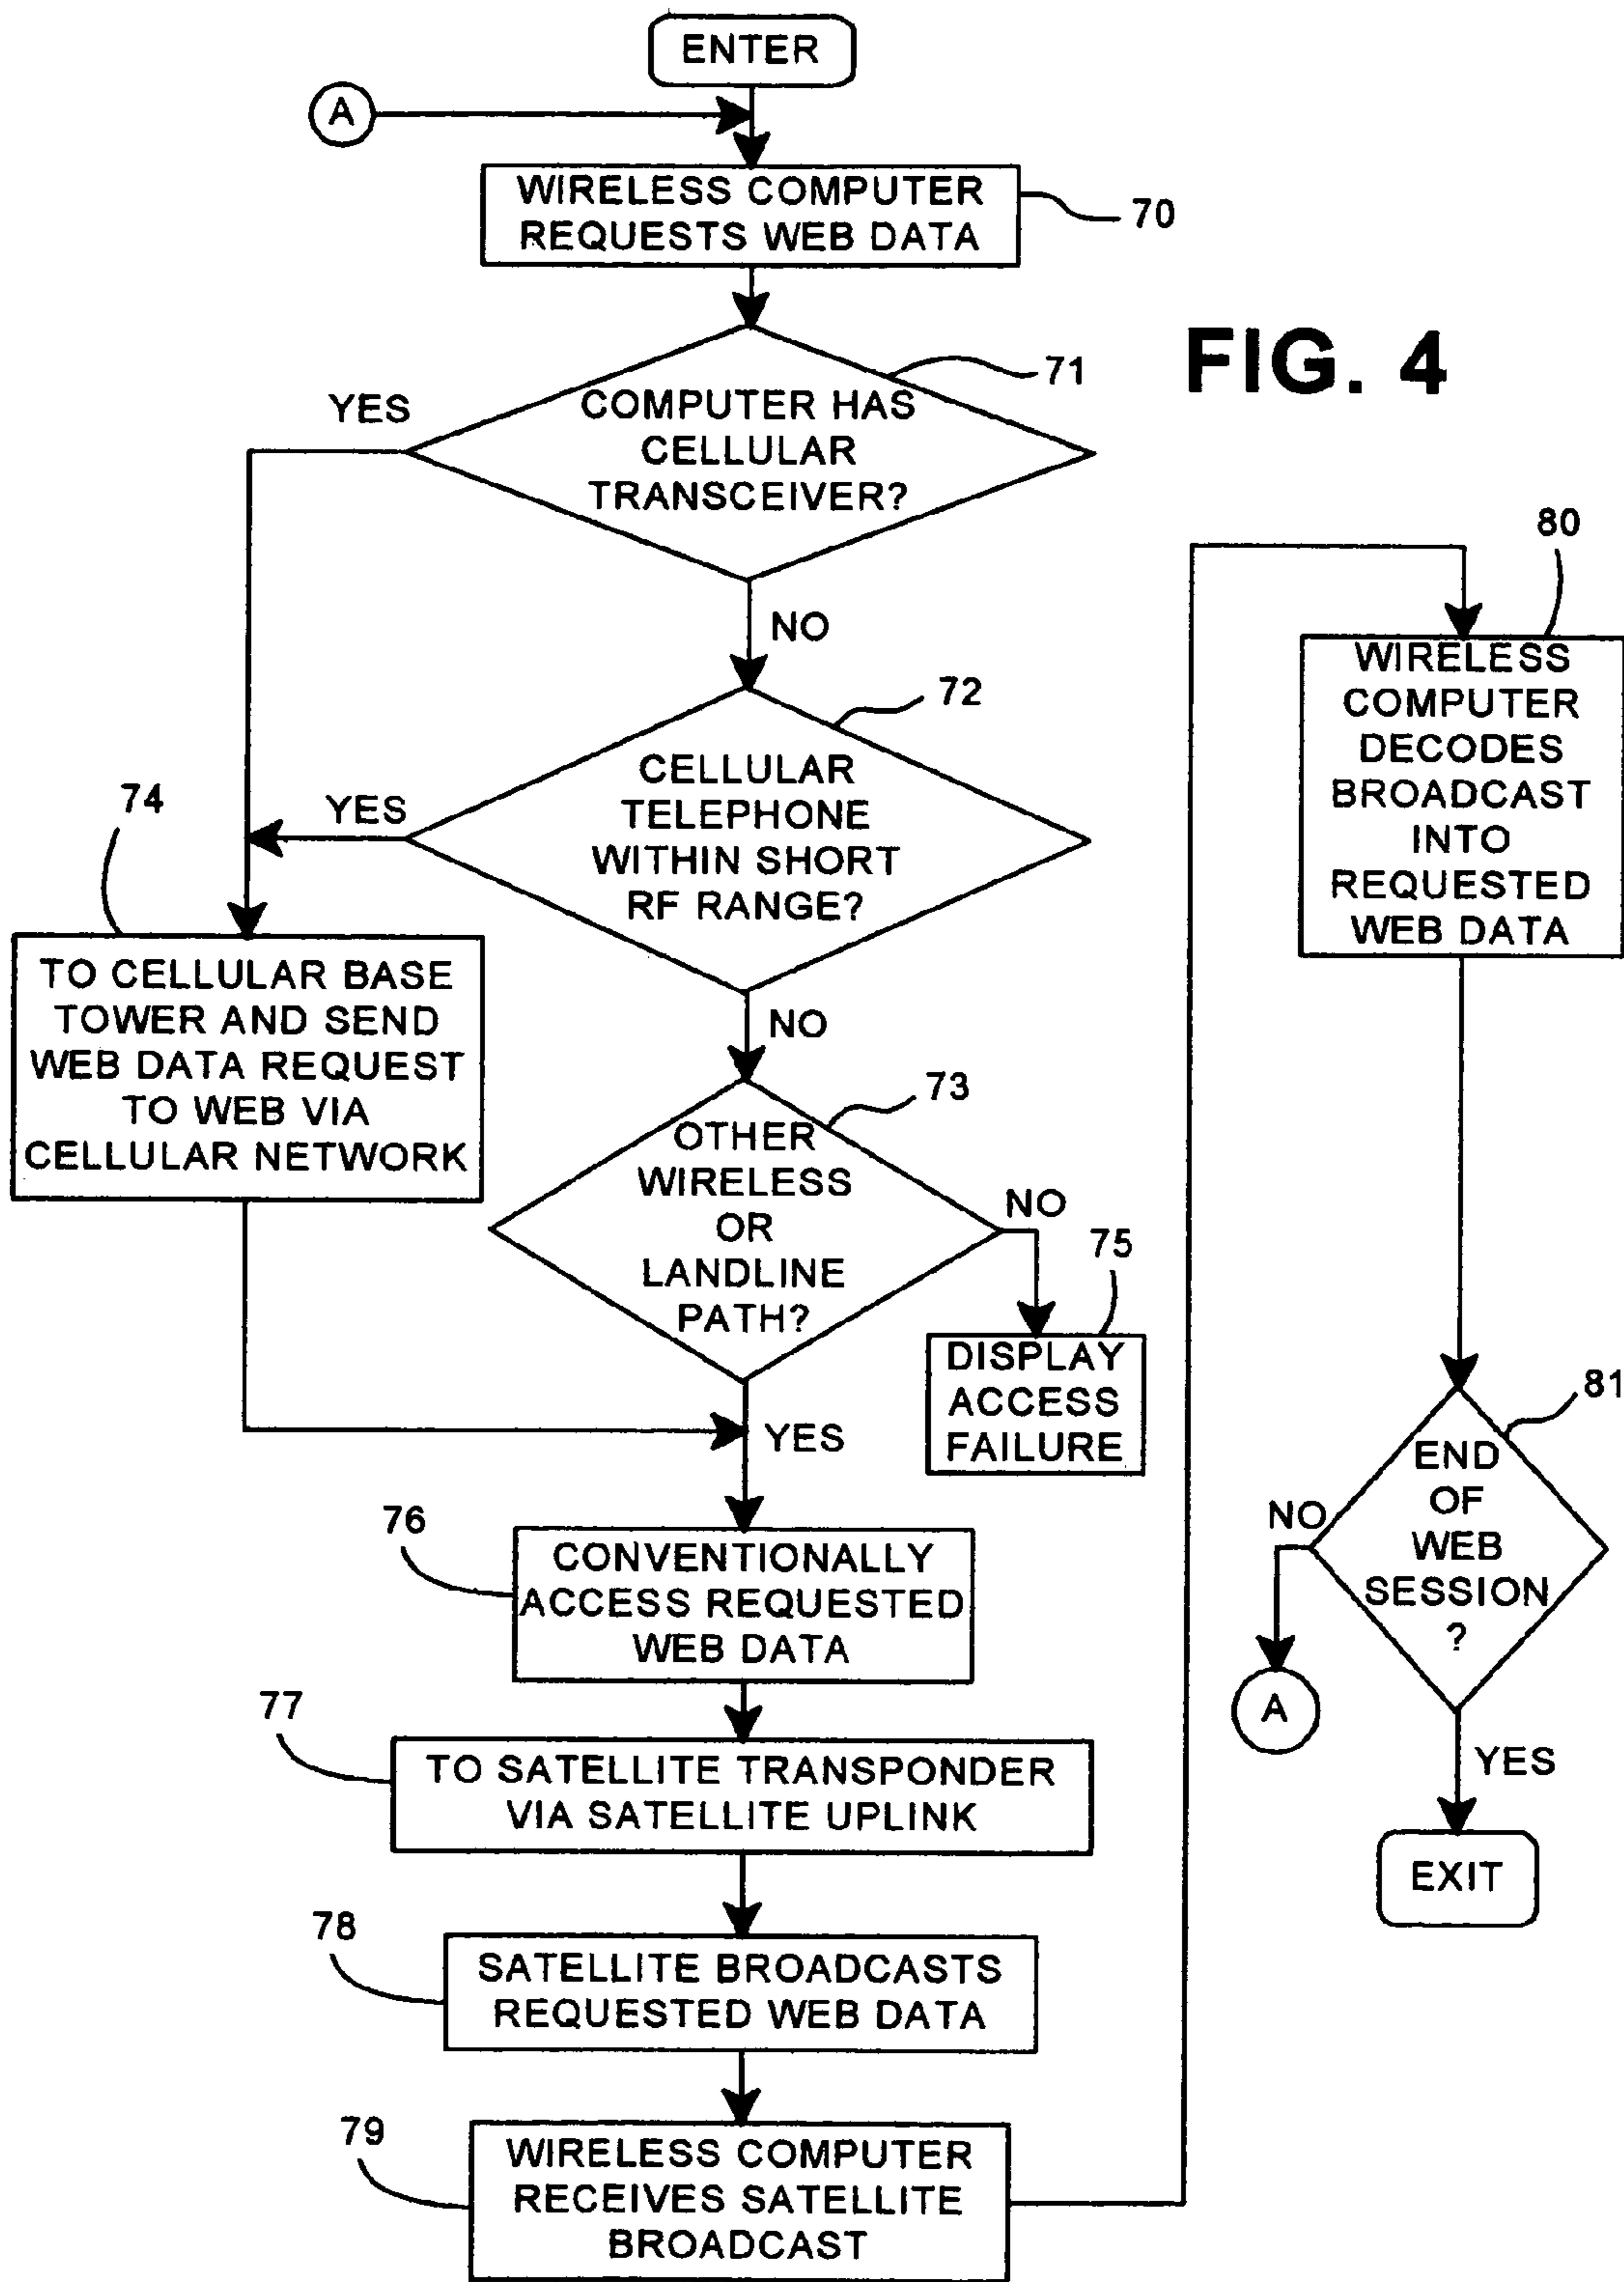 ENTER
A
WIRELESS COMPUTER
REQUESTS WEB DATA
70
FIG. 4
71
COMPUTER HAS
CELLULAR
TRANSCEIVER?
YES
NO
72
CELLULAR
TELEPHONE
WITHIN SHORT
RF RANGE?
YES
NO
74
TO CELLULAR BASE
TOWER AND SEND
WEB DATA REQUEST
TO WEB VIA
CELLULAR NETWORK
73
OTHER
WIRELESS
OR
LANDLINE
PATH?
NO
YES
75
DISPLAY
ACCESS
FAILURE
76
CONVENTIONALLY
ACCESS REQUESTED
WEB DATA
77
TO SATELLITE TRANSPONDER
VIA SATELLITE UPLINK
78
SATELLITE BROADCASTS
REQUESTED WEB DATA
79
WIRELESS COMPUTER
RECEIVES SATELLITE
BROADCAST
80
WIRELESS
COMPUTER
DECODES
BROADCAST
INTO
REQUESTED
WEB DATA
81
END
OF
WEB
SESSION
?
NO
A
YES
EXIT